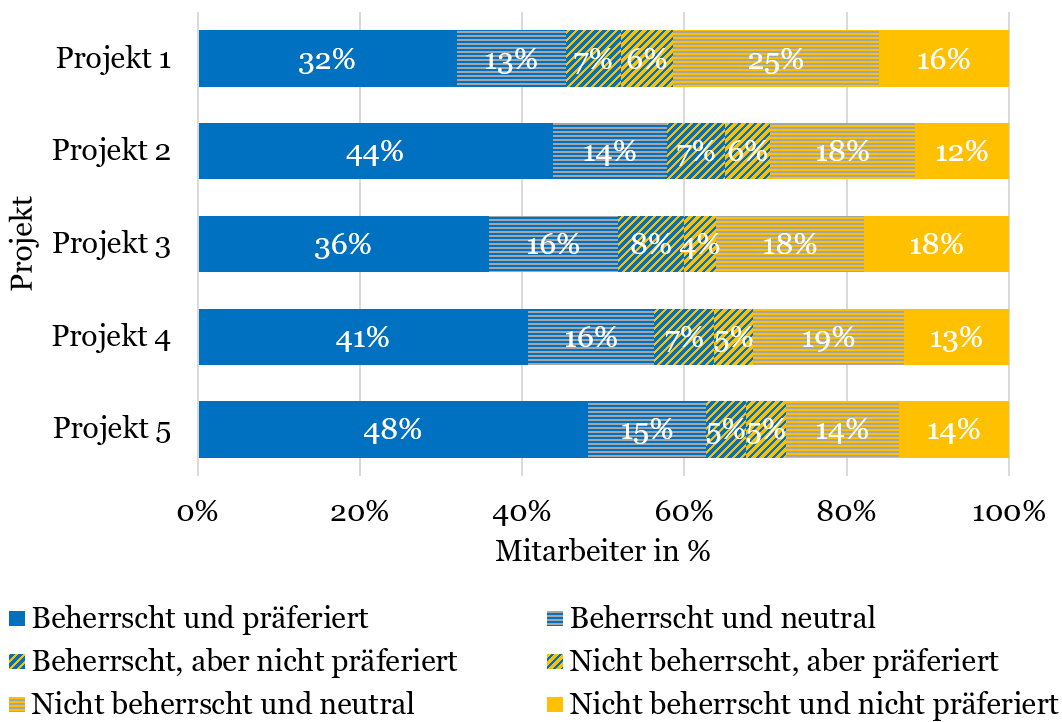 Projekt
Projekt 1 32% 13% 7% 6% 25% 16%
Projekt 2 44% 14% 7% 6% 18% 12%
Projekt 3 36% 16% 8% 4% 18% 18%
Projekt 4 41% 16% 7% 5% 19% 13%
Projekt 5 48% 15% 5% 5% 14% 14%
0% 20% 40% 60% 80% 100%
Mitarbeiter in %
Beherrscht und präferiert Beherrscht und neutral
Beherrscht, aber nicht präferiert Nicht beherrscht, aber präferiert
Nicht beherrscht und neutral Nicht beherrscht und nicht präferiert